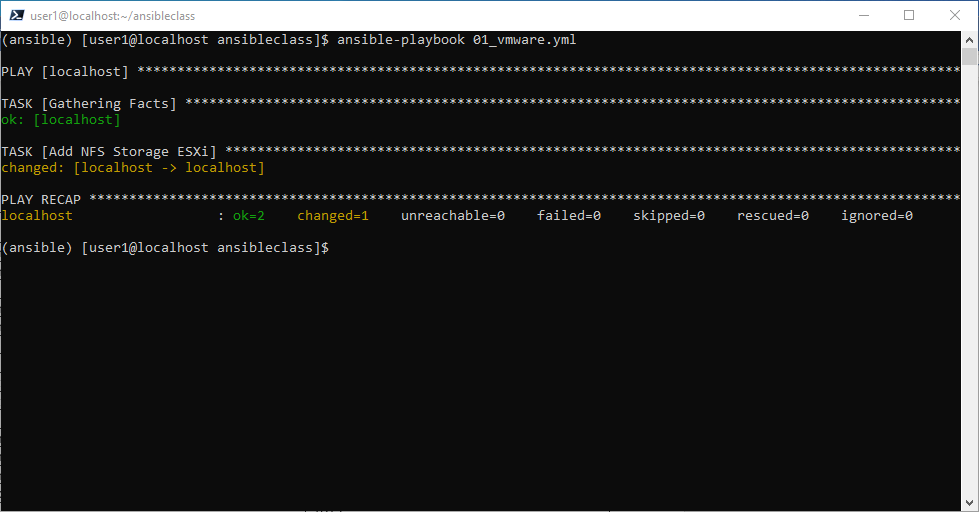 user1@localhost:~/ansibleclass
(ansible) [user1@localhost ansibleclass]$ ansible-playbook 01_vmware.yml
PLAY [localhost] *******************************************************************************************************
TASK [Gathering Facts] *************************************************************************************************
ok: [localhost]
TASK [Add NFS Storage ESXi] ********************************************************************************************
changed: [localhost -> localhost]
PLAY RECAP *************************************************************************************************************
localhost                  : ok=2    changed=1    unreachable=0    failed=0    skipped=0    rescued=0    ignored=0
(ansible) [user1@localhost ansibleclass]$